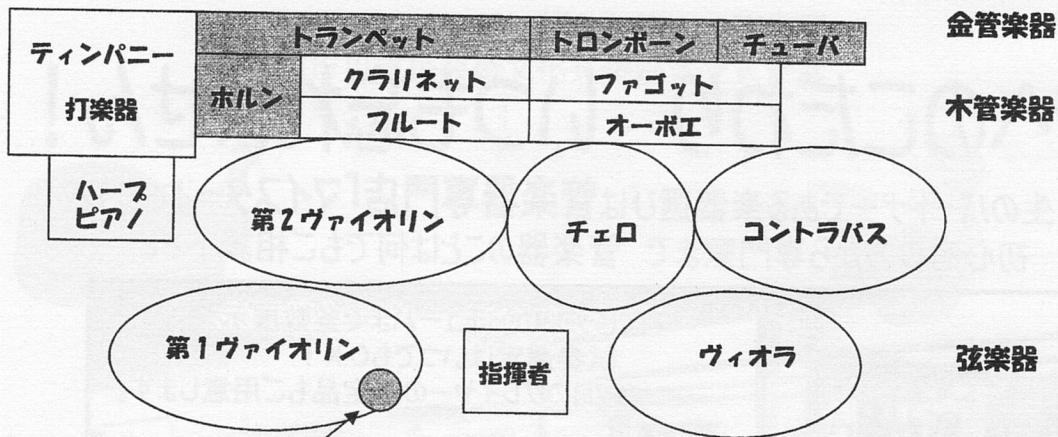 金管楽器
トランペット
トロンボーン
チューバ
ティンパニー
打楽器
ホルン
クラリネット
ファゴット
木管楽器
フルート
オーボエ
ハープ
ピアノ
第2ヴァイオリン
チェロ
コントラバス
第1ヴァイオリン
指揮者
ヴィオラ
弦楽器